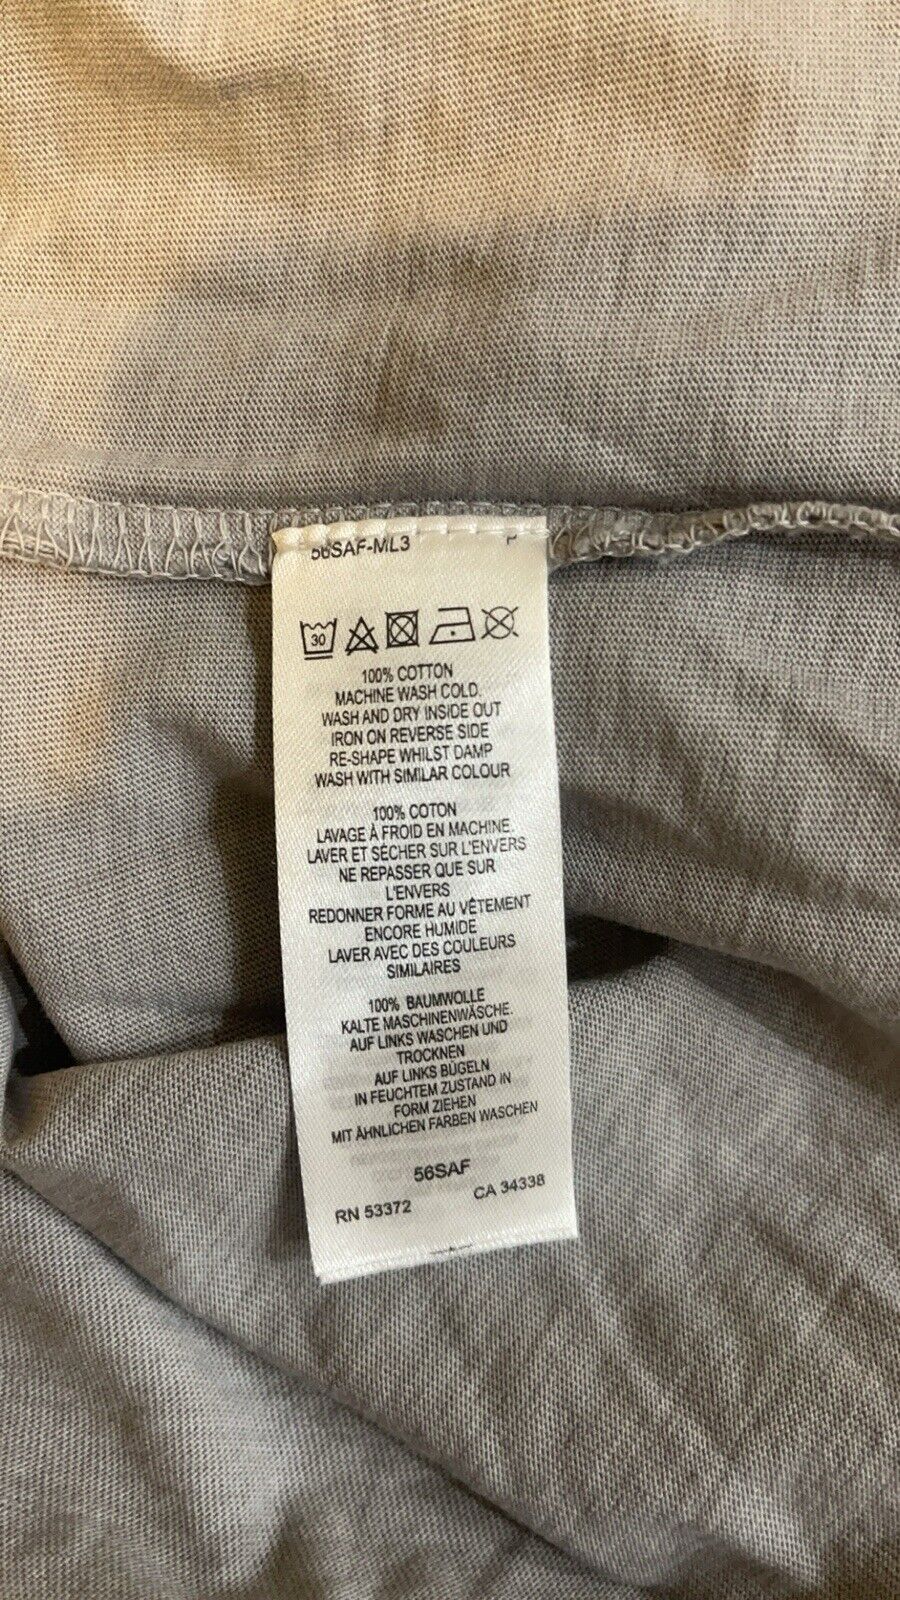 56SAF-ML3
30
100% COTTON
MACHINE WASH COLD.
WASH AND DRY INSIDE OUT
IRON ON REVERSE SIDE
RE-SHAPE WHILST DAMP
WASH WITH SIMILAR COLOUR
100% COTON
LAVAGE À FROID EN MACHINE.
LAVER ET SÉCHER SUR L'ENVERS
NE REPASSER QUE SUR
L'ENVERS
REDONNER FORME AU VÊTEMENT
ENCORE HUMIDE
LAVER AVEC DES COULEURS
SIMILAIRES
100% BAUMWOLLE
KALTE MASCHINENWÄSCHE.
AUF LINKS WASCHEN UND
TROCKNEN
AUF LINKS BÜGELN
IN FEUCHTEM ZUSTAND IN
FORM ZIEHEN
MIT ÄHNLICHEN FARBEN WASCHEN
56SAF
RN 53372 CA 34338